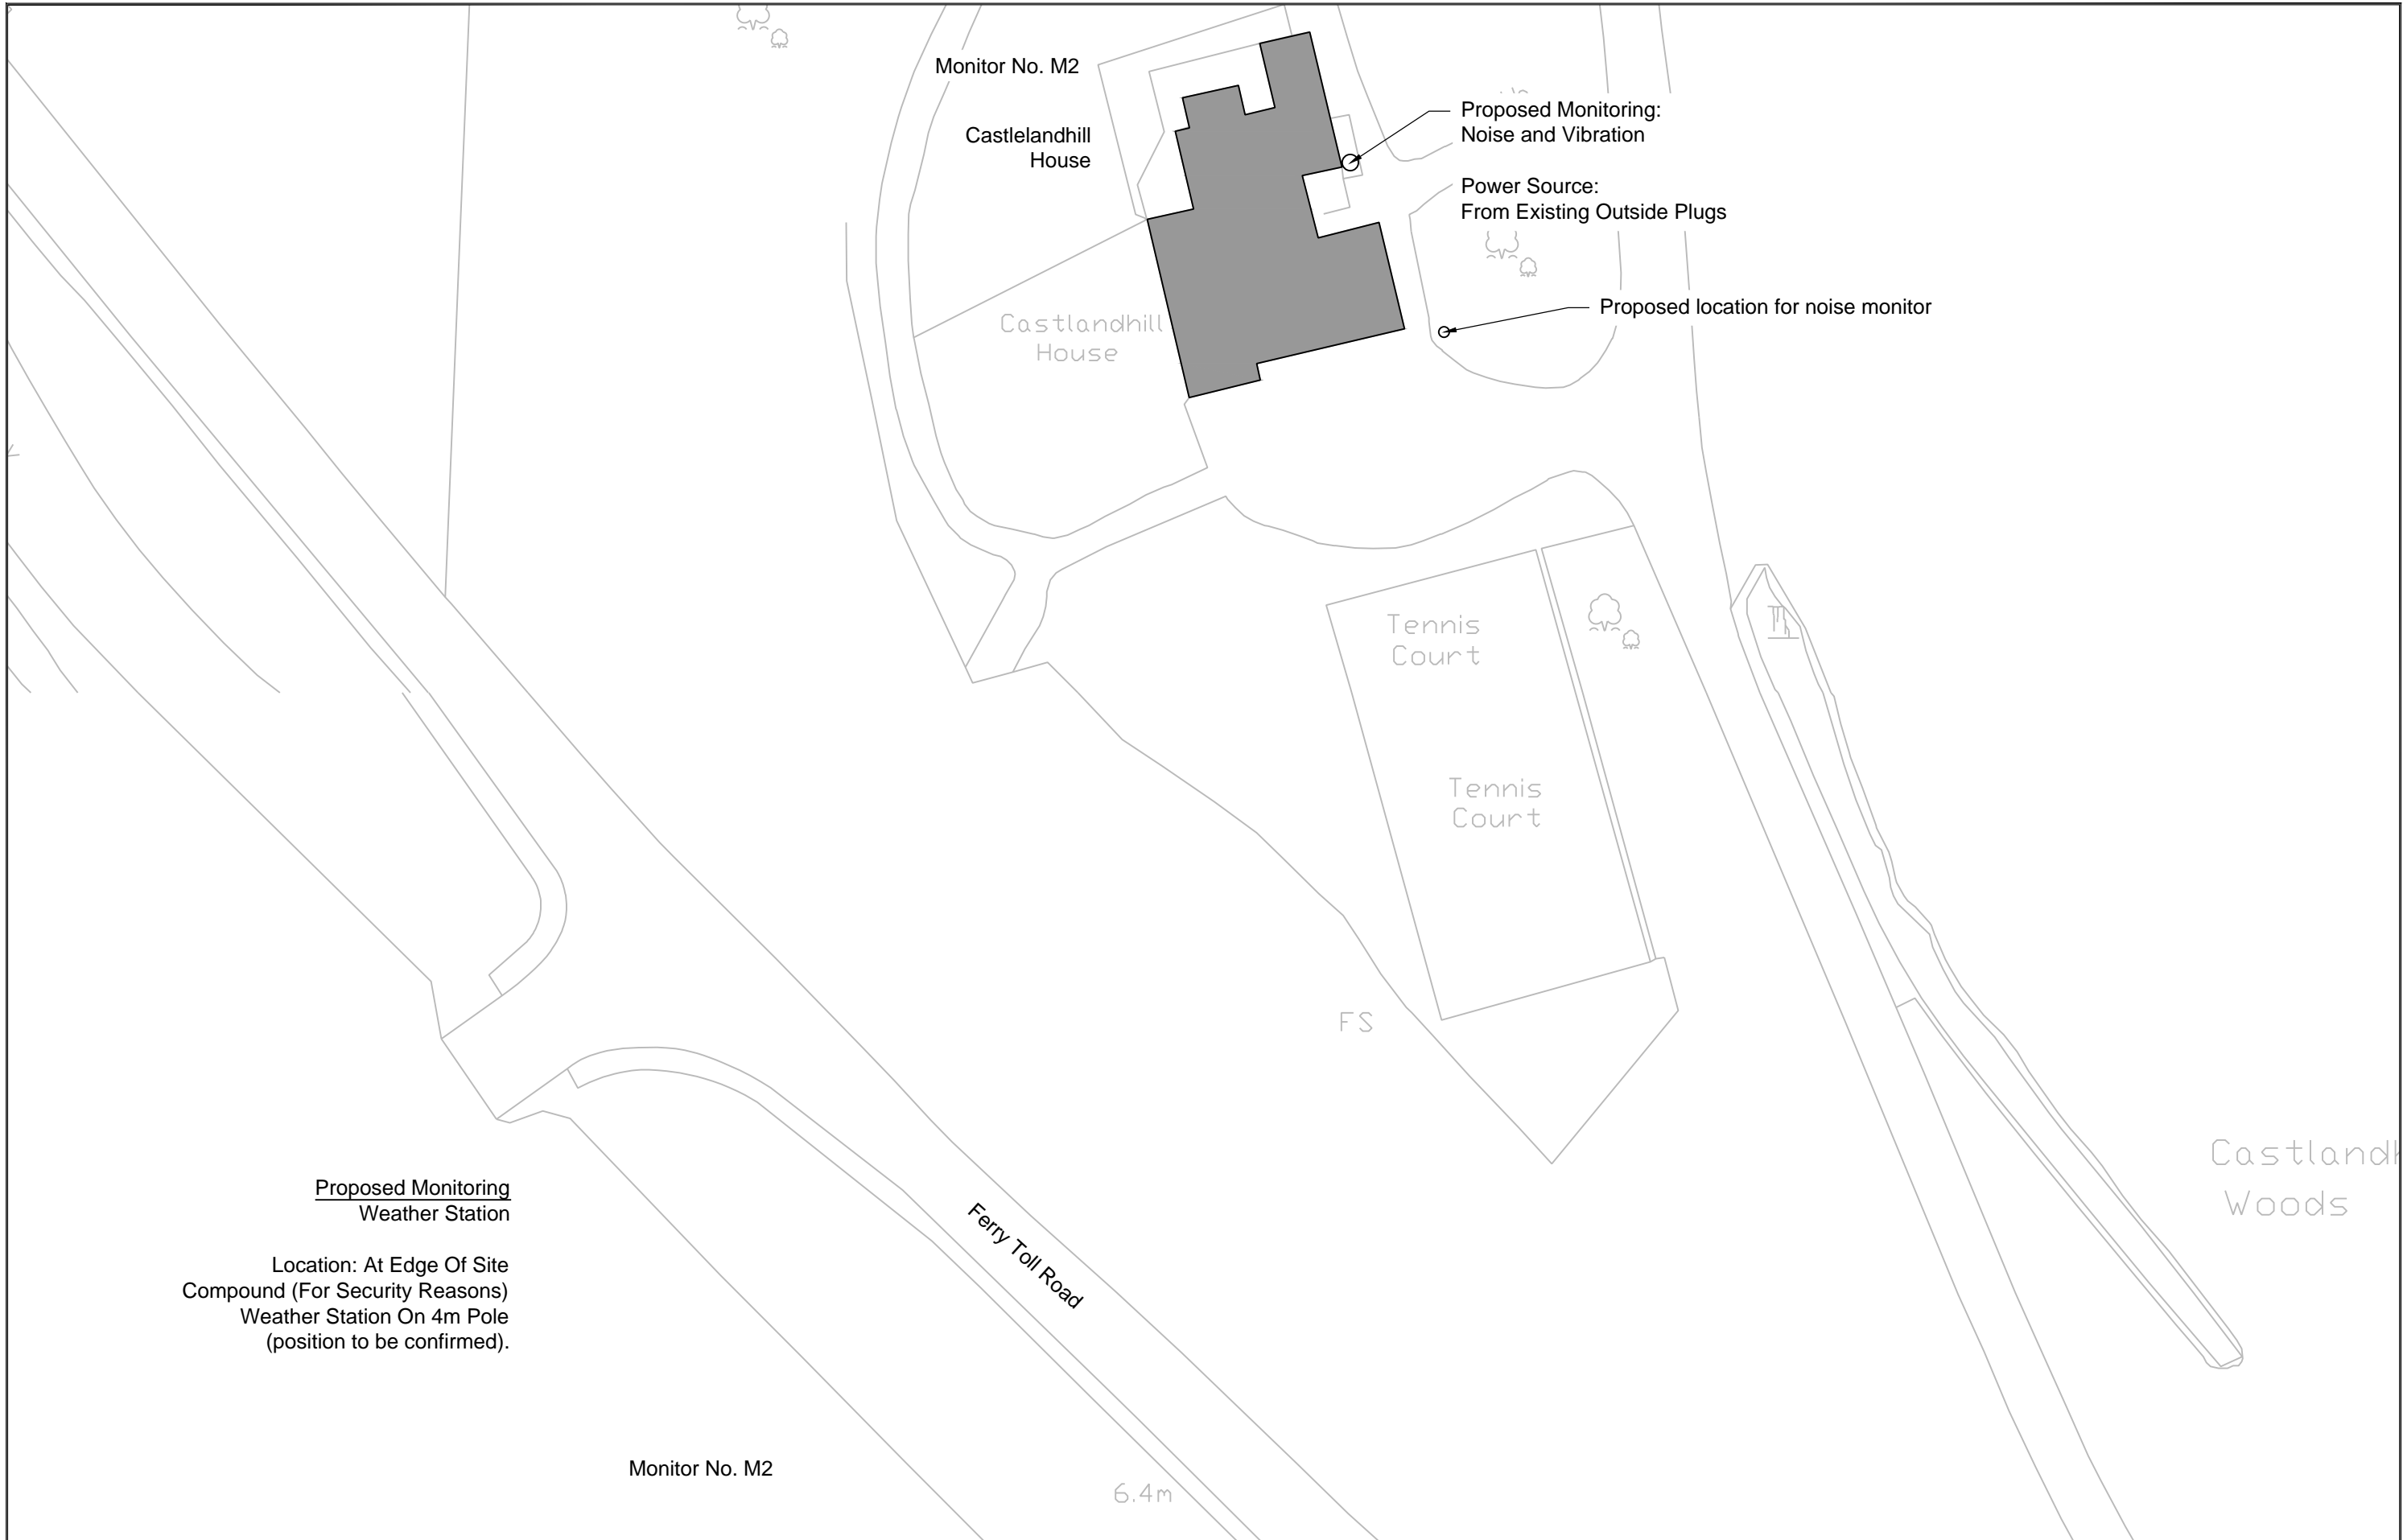 Monitor No. M2
Castlelandhill
House
Proposed Monitoring:
Noise and Vibration
Power Source:
From Existing Outside Plugs
Proposed location for noise monitor
Castlandhill
House
Tennis
Court
Tennis
Court
FS
Castlandh
Woods
Proposed Monitoring
Weather Station
Location: At Edge Of Site
Compound (For Security Reasons)
Weather Station On 4m Pole
(position to be confirmed).
Ferry Toll Road
Monitor No. M2
6.4m